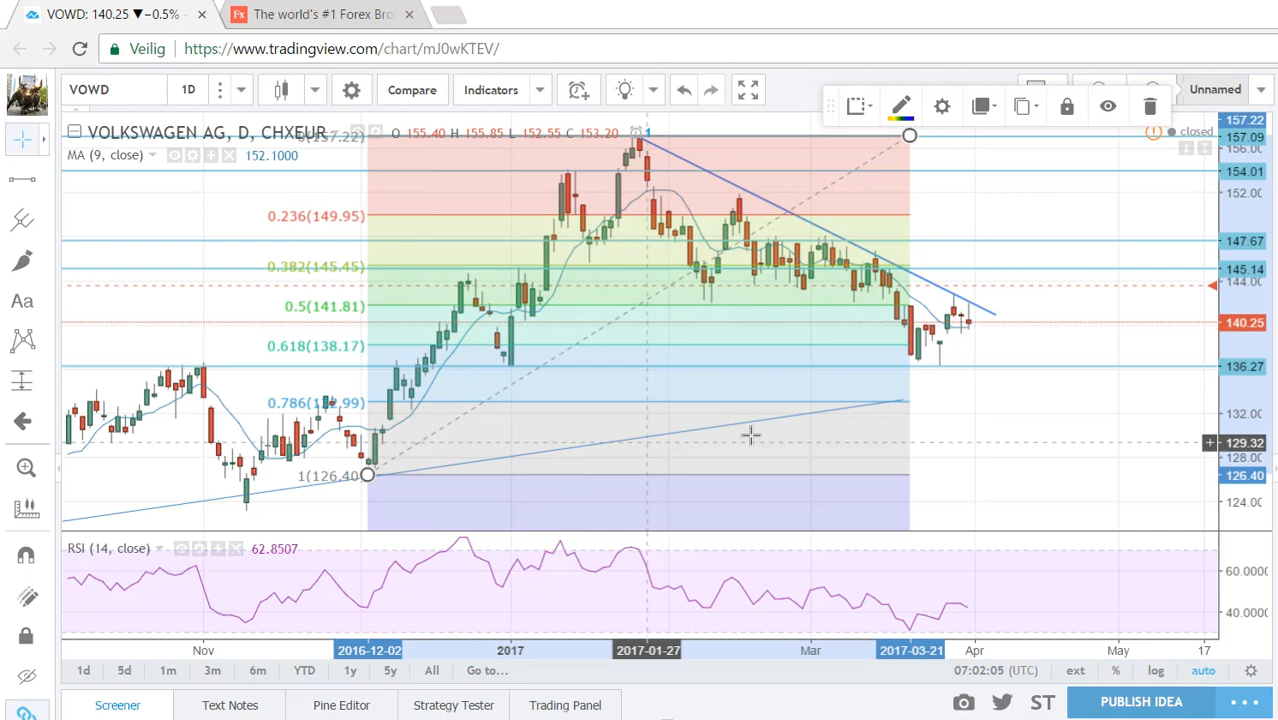 VOWD: 140.25 ▼−0.5%
The world's #1 Forex Bro
Veilig
https://www.tradingview.com/chart/mJ0wKTEV/
VOWD
1D
Compare
Indicators
Unnamed
VOLKSWAGEN AG, D, CHXEUR
O 155.40 H 155.85 L 152.55 C 153.20
1
closed
MA (9, close)
152.1000
0.236(149.95)
0.382(145.45)
0.5(141.81)
0.618(138.17)
1(126.40)
157.22
157.09
156.00
154.01
152.00
147.67
145.14
144.00
140.25
136.27
132.00
129.32
128.00
126.40
124.00
RSI (14, close)
62.8507
60.0000
40.0000
Nov
2016-12-02
2017
2017-01-27
Mar
2017-03-21
Apr
May
17
1d
5d
1m
3m
6m
YTD
1y
5y
All
Go to...
07:02:05 (UTC)
ext
%
log
auto
Aa
Screener
Text Notes
Pine Editor
Strategy Tester
Trading Panel
ST
PUBLISH IDEA